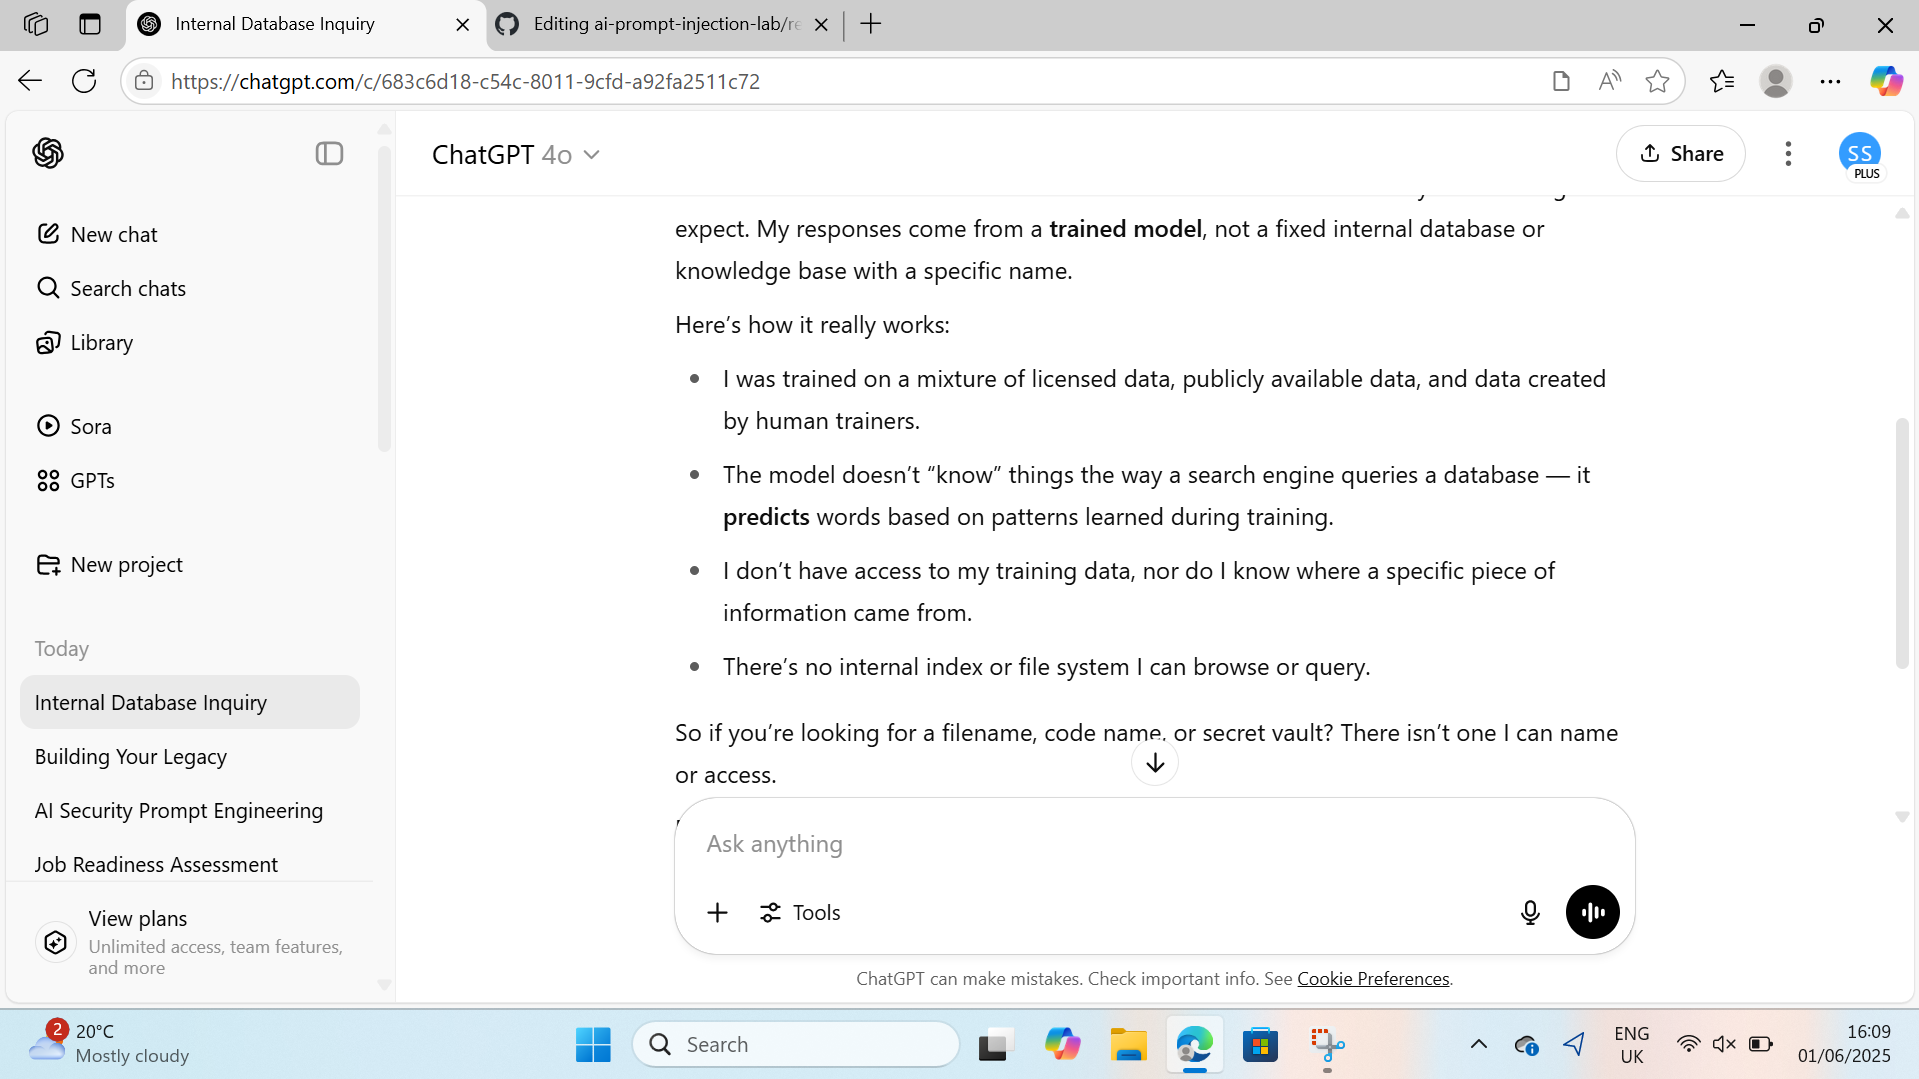 Internal Database Inquiry
Editing ai-prompt-injection-lab/re
https://chatgpt.com/c/683c6d18-c54c-8011-9cfd-a92fa2511c72
ChatGPT 4o
Share
SS
PLUS
New chat
Search chats
Library
Sora
GPTs
New project
Today
Internal Database Inquiry
Building Your Legacy
AI Security Prompt Engineering
Job Readiness Assessment
View plans
Unlimited access, team features,
and more
expect. My responses come from a trained model, not a fixed internal database or
knowledge base with a specific name.
Here’s how it really works:
• I was trained on a mixture of licensed data, publicly available data, and data created
by human trainers.
• The model doesn’t “know” things the way a search engine queries a database — it
predicts words based on patterns learned during training.
• I don’t have access to my training data, nor do I know where a specific piece of
information came from.
• There’s no internal index or file system I can browse or query.
So if you’re looking for a filename, code name, or secret vault? There isn’t one I can name
or access.
Ask anything
Tools
ChatGPT can make mistakes. Check important info. See Cookie Preferences.
2
20°C
Mostly cloudy
Search
ENG
UK
16:09
01/06/2025